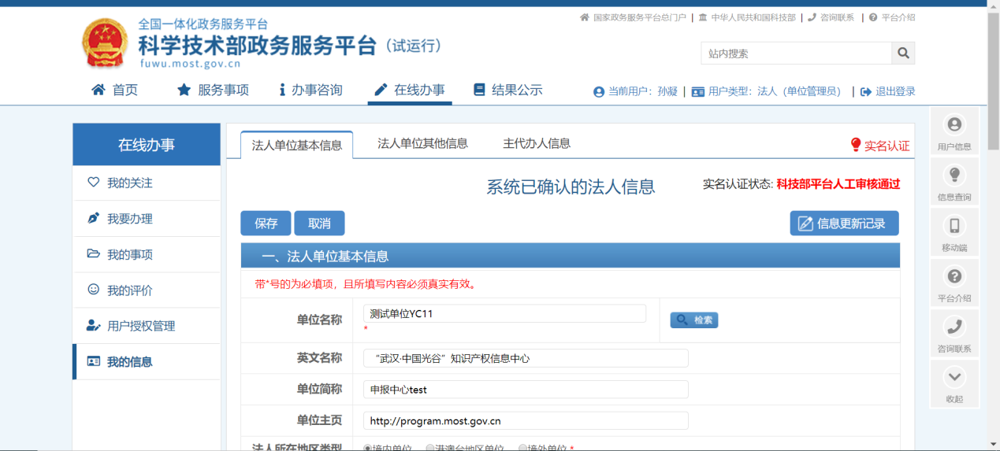 国家政务服务平台总门户 | 中华人民共和国科技部 | 咨询联系 | 平台介绍
全国一体化政务服务平台
科学技术部政务服务平台（试运行）
fuwu.most.gov.cn
站内搜索
首页 服务事项 办事咨询 在线办事 结果公示
当前用户：孙凝 | 用户类型：法人（单位管理员） | 退出登录
在线办事
我的关注
我要办理
我的事项
我的评价
用户授权管理
我的信息
法人单位基本信息 法人单位其他信息 主代办人信息 实名认证
系统已确认的法人信息 实名认证状态: 科技部平台人工审核通过
保存 取消 信息更新记录
一、法人单位基本信息
带*号的为必填项，且所填写内容必须真实有效。
单位名称 测试单位YC11 * 检索
英文名称 “武汉·中国光谷”知识产权信息中心
单位简称 申报中心test
单位主页 http://program.most.gov.cn
法人所在地区类型 境内单位 港澳台地区单位 境外单位 *
用户信息
信息查询
移动端
平台介绍
咨询联系
收起